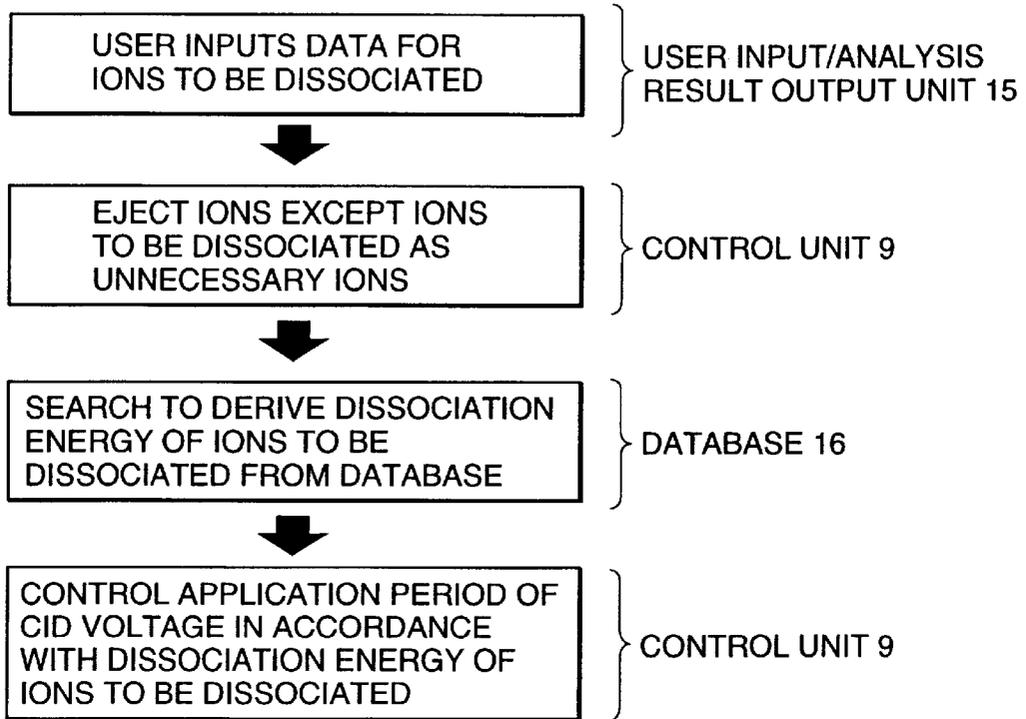 USER INPUTS DATA FOR
IONS TO BE DISSOCIATED
USER INPUT/ANALYSIS
RESULT OUTPUT UNIT 15
EJECT IONS EXCEPT IONS
TO BE DISSOCIATED AS
UNNECESSARY IONS
CONTROL UNIT 9
SEARCH TO DERIVE DISSOCIATION
ENERGY OF IONS TO BE
DISSOCIATED FROM DATABASE
DATABASE 16
CONTROL APPLICATION PERIOD OF
CID VOLTAGE IN ACCORDANCE
WITH DISSOCIATION ENERGY OF
IONS TO BE DISSOCIATED
CONTROL UNIT 9